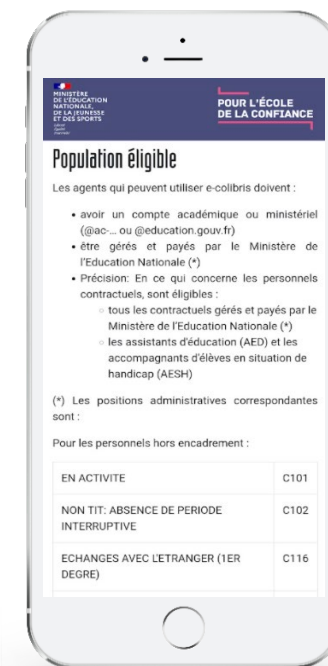 MINISTÈRE
DE L'ÉDUCATION
NATIONALE,
DE LA JEUNESSE
ET DES SPORTS
POUR L'ÉCOLE
DE LA CONFIANCE
Population éligible
Les agents qui peuvent utiliser e-colibris doivent :
• avoir un compte académique ou ministériel
(@ac-... ou @education.gouv.fr)
• être gérés et payés par le Ministère de
l'Education Nationale (*)
• Précision: En ce qui concerne les personnels
contractuels, sont éligibles :
○ tous les contractuels gérés et payés par le
Ministère de l'Education Nationale (*)
○ les assistants d'éducation (AED) et les
accompagnants d'élèves en situation de
handicap (AESH)
(*) Les positions administratives correspondantes
sont :
Pour les personnels hors encadrement :
EN ACTIVITE C101
NON TIT: ABSENCE DE PERIODE C102
INTERRUPTIVE
ECHANGES AVEC L'ETRANGER (1ER C116
DEGRE)